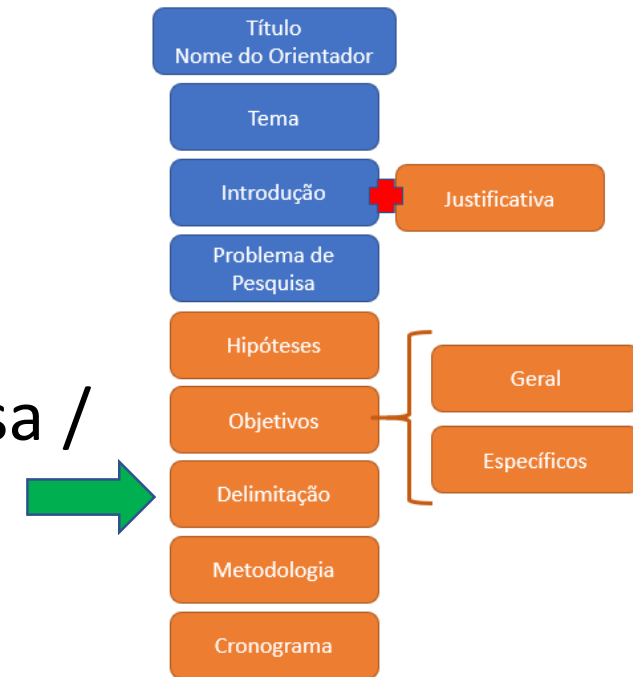 Título
Nome do Orientador
Tema
Introdução
Justificativa
Problema de
Pesquisa
Hipóteses
Objetivos
Geral
Específicos
sa /
Delimitação
Metodologia
Cronograma